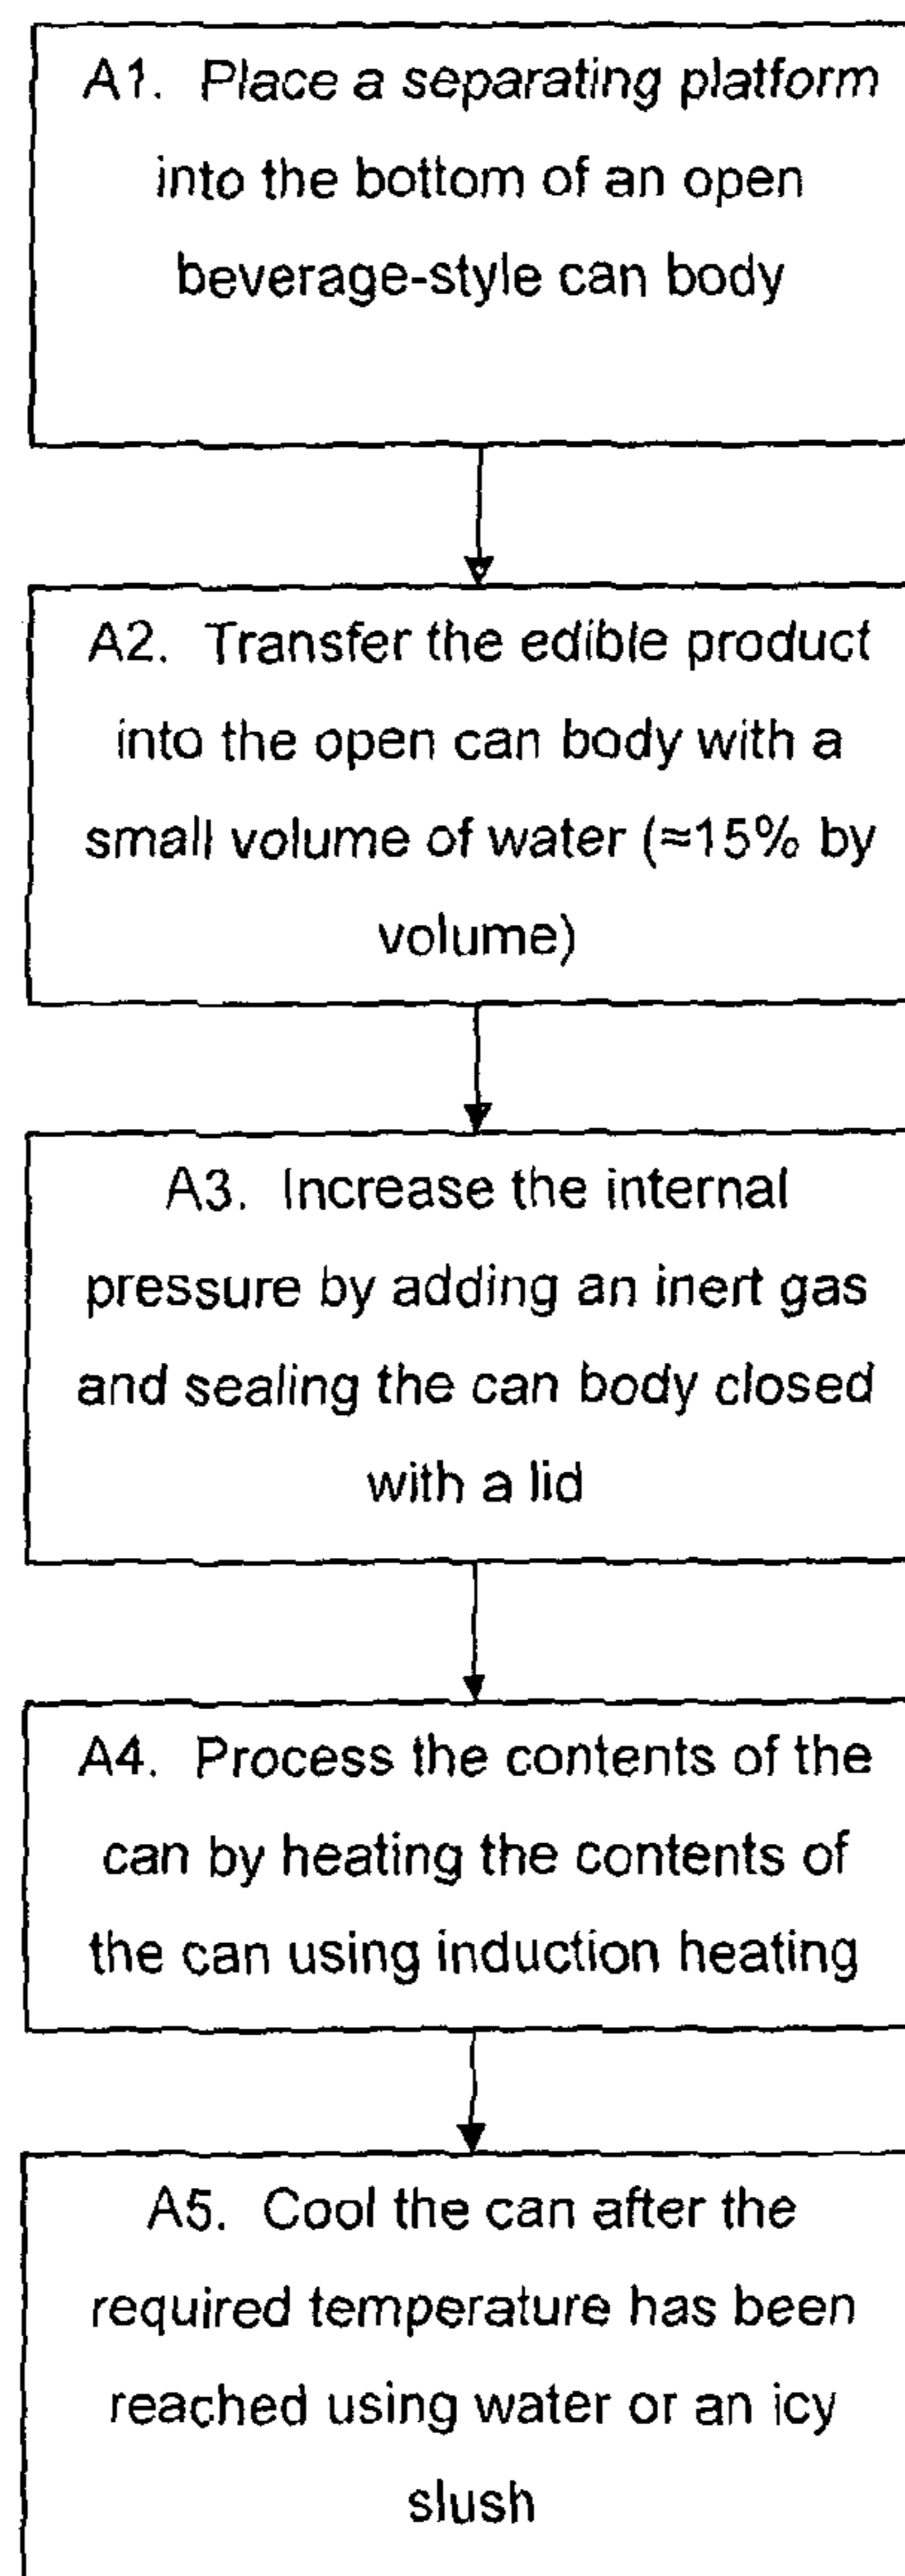 A1. Place a separating platform
into the bottom of an open
beverage-style can body
A2. Transfer the edible product
into the open can body with a
small volume of water (≈15% by
volume)
A3. Increase the internal
pressure by adding an inert gas
and sealing the can body closed
with a lid
A4. Process the contents of the
can by heating the contents of
the can using induction heating
A5. Cool the can after the
required temperature has been
reached using water or an icy
slush